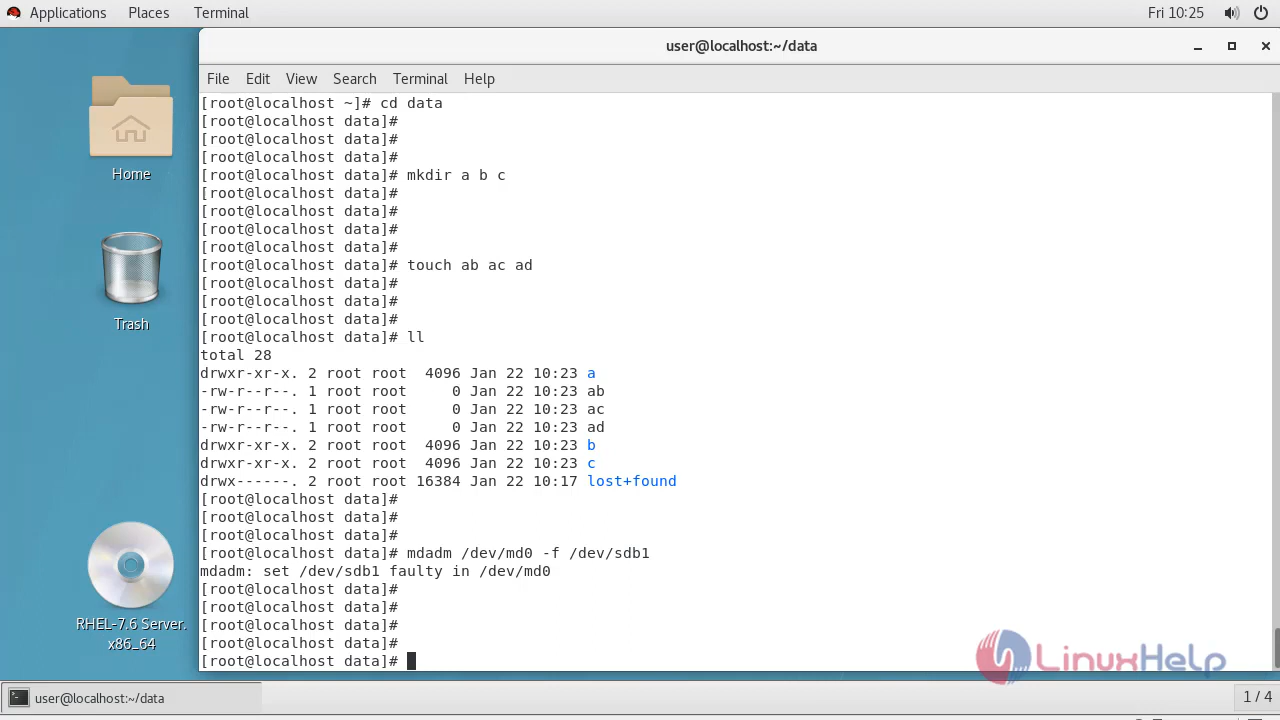 Applications Places Terminal Fri 10:25
user@localhost:~/data
File Edit View Search Terminal Help
[root@localhost ~]# cd data
[root@localhost data]#
[root@localhost data]#
[root@localhost data]#
[root@localhost data]# mkdir a b c
[root@localhost data]#
[root@localhost data]#
[root@localhost data]#
[root@localhost data]#
[root@localhost data]# touch ab ac ad
[root@localhost data]#
[root@localhost data]#
[root@localhost data]#
[root@localhost data]# ll
total 28
drwxr-xr-x. 2 root root  4096 Jan 22 10:23 a
-rw-r--r--. 1 root root     0 Jan 22 10:23 ab
-rw-r--r--. 1 root root     0 Jan 22 10:23 ac
-rw-r--r--. 1 root root     0 Jan 22 10:23 ad
drwxr-xr-x. 2 root root  4096 Jan 22 10:23 b
drwxr-xr-x. 2 root root  4096 Jan 22 10:23 c
drwx------. 2 root root 16384 Jan 22 10:17 lost+found
[root@localhost data]#
[root@localhost data]#
[root@localhost data]#
[root@localhost data]# mdadm /dev/md0 -f /dev/sdb1
mdadm: set /dev/sdb1 faulty in /dev/md0
[root@localhost data]#
[root@localhost data]#
[root@localhost data]#
[root@localhost data]#
[root@localhost data]#
Home
Trash
RHEL-7.6 Server.
x86_64
LinuxHelp
user@localhost:~/data
1 / 4